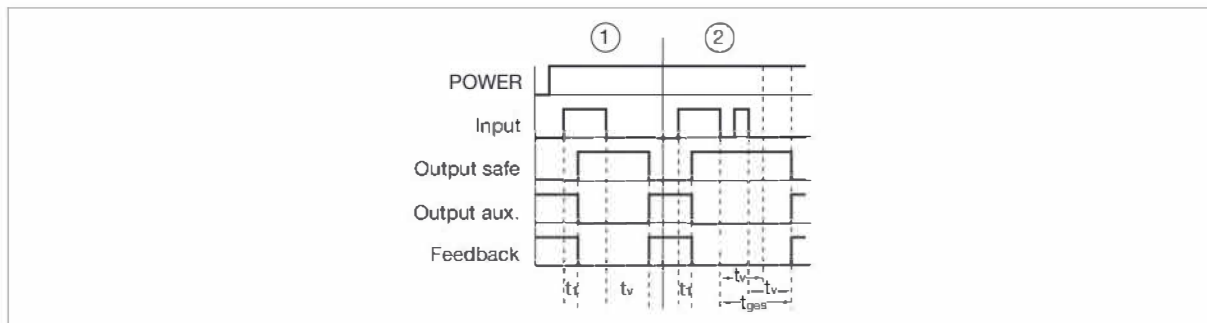 ① ②
POWER
Input
Output safe
Output aux.
Feedback
t₁ tᵥ t₁ tᵥ
tᵥ
tges